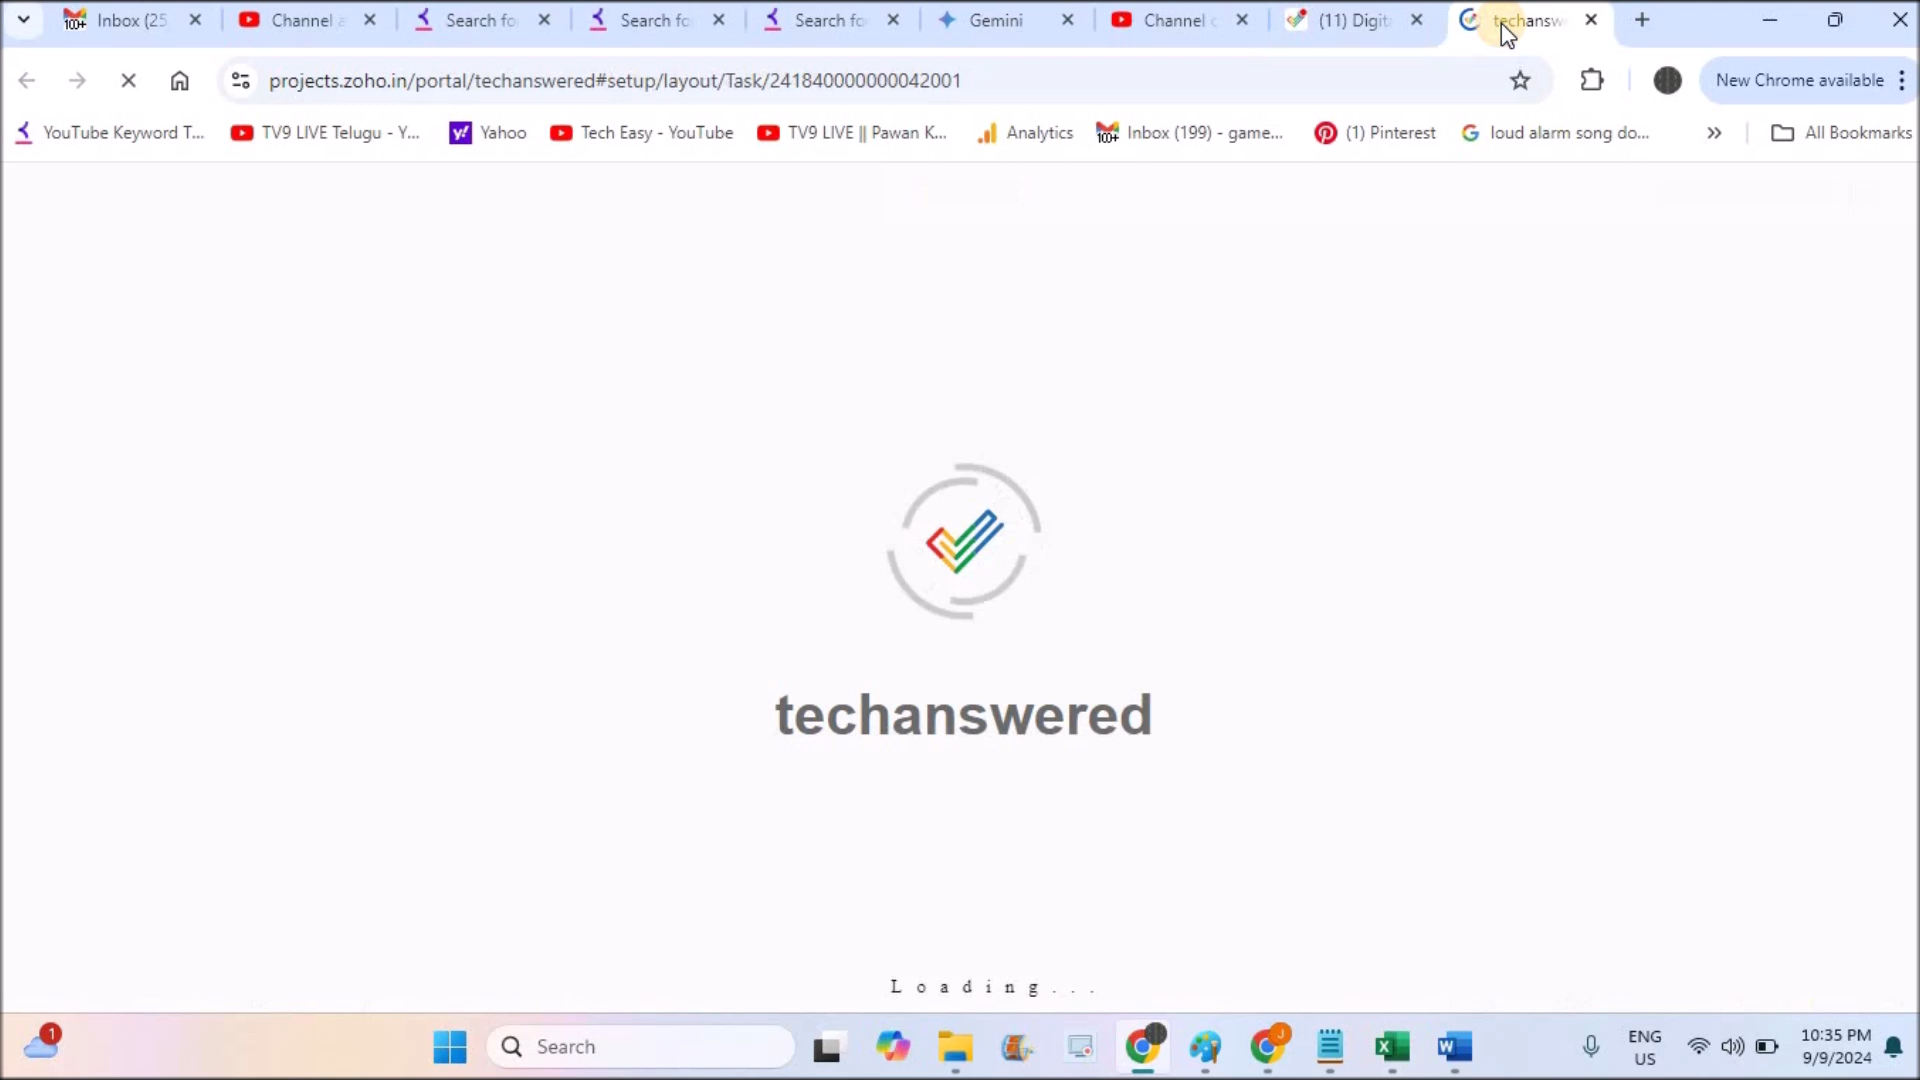 Inbox (25 Channel a Search fo Search fo Search fo Gemini Channel c (11) Digit techansw
projects.zoho.in/portal/techanswered#setup/layout/Task/241840000000042001 New Chrome available
YouTube Keyword T... TV9 LIVE Telugu - Y... Yahoo Tech Easy - YouTube TV9 LIVE || Pawan K... Analytics Inbox (199) - game... (1) Pinterest loud alarm song do... All Bookmarks
techanswered
Loading...
1 Search ENG 10:35 PM
US 9/9/2024